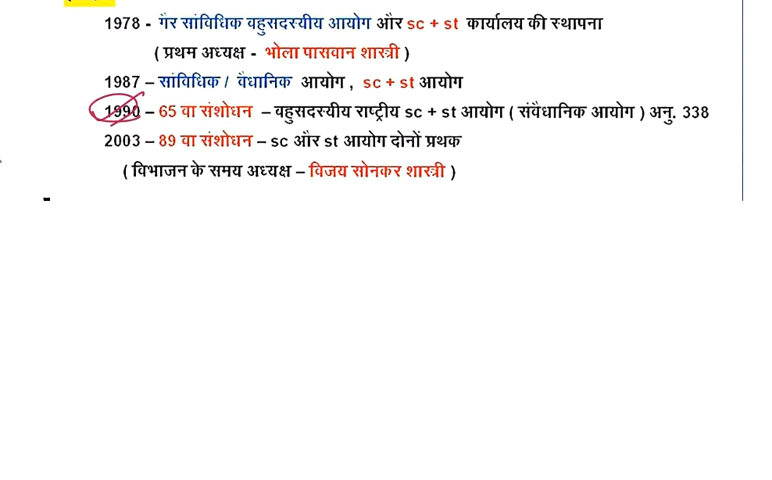 1978 - गैर सांविधिक वहुसदस्यीय आयोग और sc + st कार्यालय की स्थापना
( प्रथम अध्यक्ष - भोला पासवान शास्त्री )
1987 – सांविधिक / वैधानिक आयोग , sc + st आयोग
1990 – 65 वा संशोधन – वहुसदस्यीय राष्ट्रीय sc + st आयोग ( संवैधानिक आयोग ) अनु. 338
2003 – 89 वा संशोधन – sc और st आयोग दोनों प्रथक
( विभाजन के समय अध्यक्ष – विजय सोनकर शास्त्री )